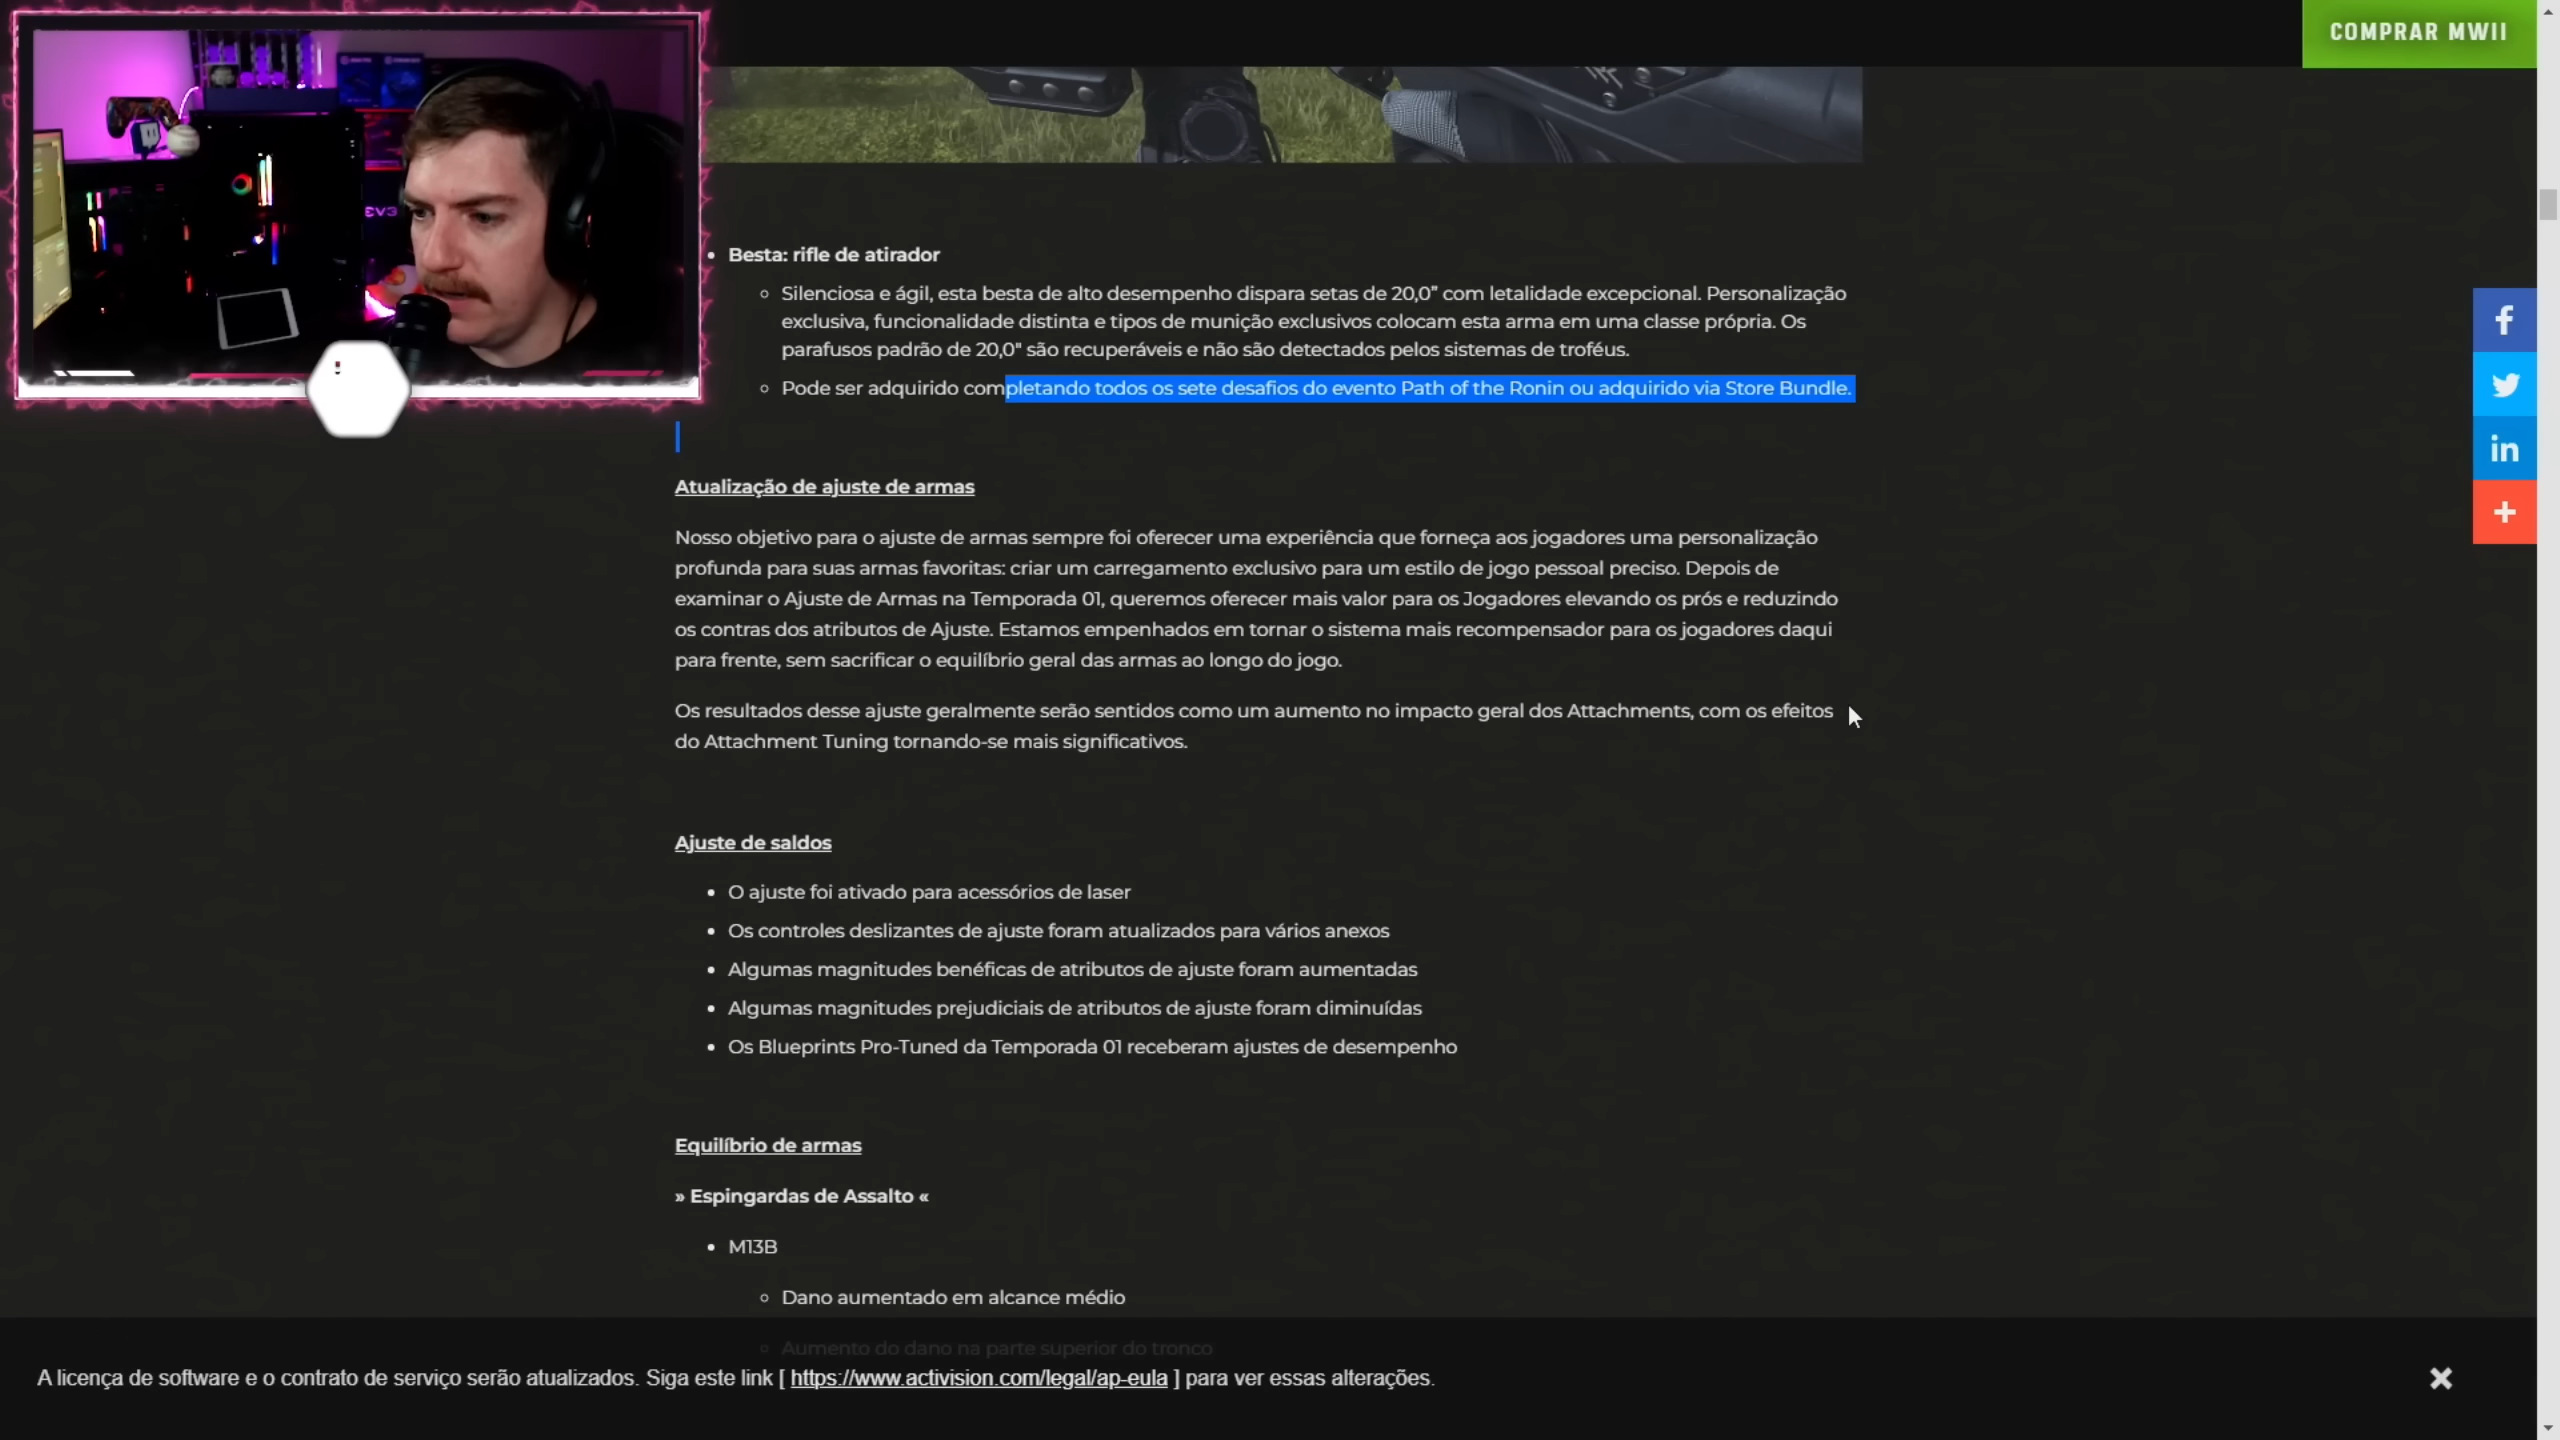 COMPRAR MWII
Besta: rifle de atirador
Silenciosa e ágil, esta besta de alto desempenho dispara setas de 20,0” com letalidade excepcional. Personalização
exclusiva, funcionalidade distinta e tipos de munição exclusivos colocam esta arma em uma classe própria. Os
parafusos padrão de 20,0" são recuperáveis e não são detectados pelos sistemas de troféus.
Pode ser adquirido completando todos os sete desafios do evento Path of the Ronin ou adquirido via Store Bundle.
Atualização de ajuste de armas
Nosso objetivo para o ajuste de armas sempre foi oferecer uma experiência que forneça aos jogadores uma personalização
profunda para suas armas favoritas: criar um carregamento exclusivo para um estilo de jogo pessoal preciso. Depois de
examinar o Ajuste de Armas na Temporada 01, queremos oferecer mais valor para os Jogadores elevando os prós e reduzindo
os contras dos atributos de Ajuste. Estamos empenhados em tornar o sistema mais recompensador para os jogadores daqui
para frente, sem sacrificar o equilíbrio geral das armas ao longo do jogo.
Os resultados desse ajuste geralmente serão sentidos como um aumento no impacto geral dos Attachments, com os efeitos
do Attachment Tuning tornando-se mais significativos.
Ajuste de saldos
O ajuste foi ativado para acessórios de laser
Os controles deslizantes de ajuste foram atualizados para vários anexos
Algumas magnitudes benéficas de atributos de ajuste foram aumentadas
Algumas magnitudes prejudiciais de atributos de ajuste foram diminuídas
Os Blueprints Pro-Tuned da Temporada 01 receberam ajustes de desempenho
Equilíbrio de armas
» Espingardas de Assalto «
M13B
Dano aumentado em alcance médio
Aumento do dano na parte superior do tronco
A licença de software e o contrato de serviço serão atualizados. Siga este link [ https://www.activision.com/legal/ap-eula ] para ver essas alterações.